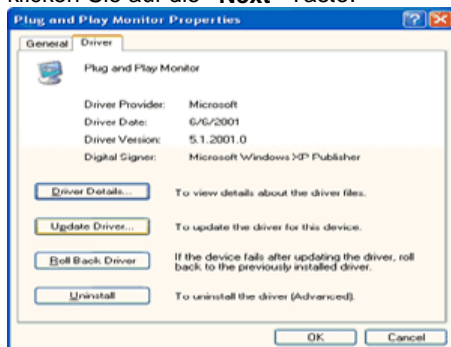 klicken Sie auf die "Next"-Taste.
Plug and Play Monitor Properties
General Driver
Plug and Play Monitor
Driver Provider: Microsoft
Driver Date: 6/6/2001
Driver Version: 5.1.2001.0
Digital Signer: Microsoft Windows XP Publisher
Driver Details... To view details about the driver files.
Update Driver... To update the driver for this device.
Roll Back Driver If the device fails after updating the driver, roll
back to the previously installed driver.
Uninstall To uninstall the driver (Advanced).
OK Cancel